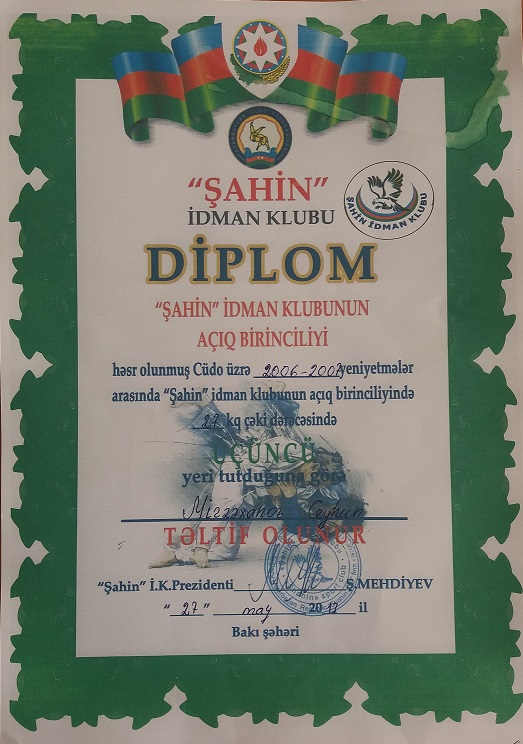 "ŞAHİN"
İDMAN KLUBU
ŞAHİN İDMAN KLUBU
DİPLOM
"ŞAHİN" İDMAN KLUBUNUN
AÇIQ BİRİNCİLİYİ
həsr olunmuş Cüdo üzrə 2006-2007 yeniyetmələr
arasında "Şahin" idman klubunun açıq birinciliyində
27 kq çəki dərəcəsində
ÜÇÜNCÜ
yeri tutduğuna görə
Mirzəxanov Ceyhun
TƏLTİF OLUNUR
"Şahin" İ.K.Prezidenti Ş.MEHDİYEV
"27" may 2017 il
Bakı şəhəri